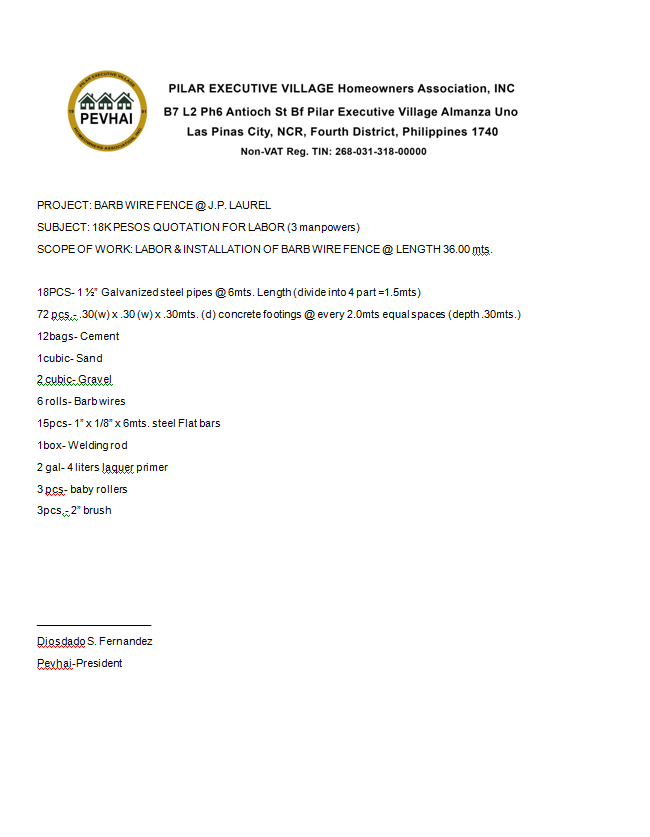 PILAR EXECUTIVE VILLAGE
PEVHAI
HOMEOWNERS ASSOCIATION, INC
PILAR EXECUTIVE VILLAGE Homeowners Association, INC
B7 L2 Ph6 Antioch St Bf Pilar Executive Village Almanza Uno
Las Pinas City, NCR, Fourth District, Philippines 1740
Non-VAT Reg. TIN: 268-031-318-00000
PROJECT: BARB WIRE FENCE @ J.P. LAUREL
SUBJECT: 18K PESOS QUOTATION FOR LABOR (3 manpowers)
SCOPE OF WORK: LABOR & INSTALLATION OF BARB WIRE FENCE @ LENGTH 36.00 mts.
18PCS- 1 ½” Galvanized steel pipes @ 6mts. Length (divide into 4 part =1.5mts)
72 pcs.- .30(w) x .30 (w) x .30mts. (d) concrete footings @ every 2.0mts equal spaces (depth .30mts.)
12bags- Cement
1cubic- Sand
2 cubic- Gravel
6 rolls- Barb wires
15pcs- 1” x 1/8” x 6mts. steel Flat bars
1box- Welding rod
2 gal- 4 liters laquer primer
3 pcs- baby rollers
3pcs.- 2” brush
Diosdado S. Fernandez
Pevhai-President